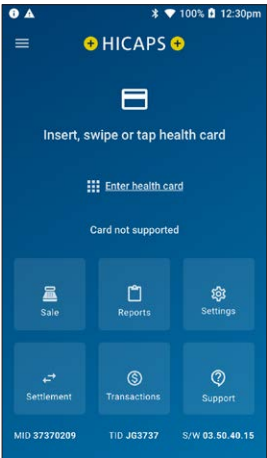 100% 12:30pm
HICAPS
Insert, swipe or tap health card
Enter health card
Card not supported
Sale Reports Settings
Settlement Transactions Support
MID 37370209 TID JG3737 S/W 03.50.40.15